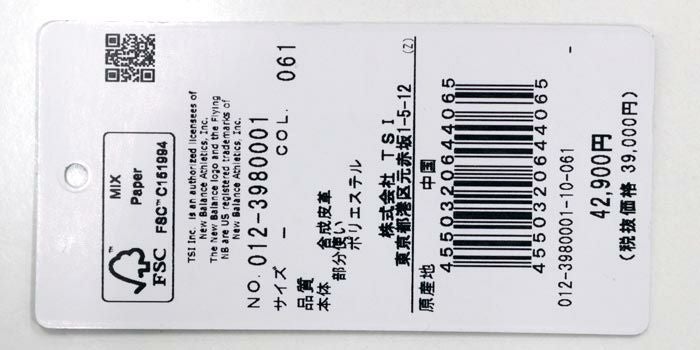 ™
FSC
MIX
Paper
FSC™ C151994
TSI Inc. is an authorized licensees of
New Balance Athletics, Inc.
The New Balance logo and the Flying
NB are US registered trademarks of
New Balance Athletics, Inc.
NO. 012-3980001
サイズ - COL. 061
品質
本体 合成皮革
部分使い
ポリエステル
株式会社 TSI
東京都港区元赤坂1-5-12 (Z)
原産地 中国
4550320644065
4550320644065
012-3980001-10-061 -
42,900円
(税抜価格 39,000円)